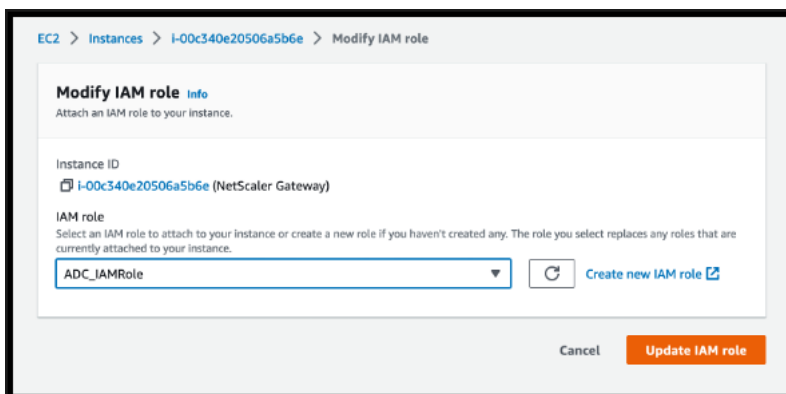 EC2 > Instances > i-00c340e20506a5b6e > Modify IAM role
Modify IAM role Info
Attach an IAM role to your instance.
Instance ID
i-00c340e20506a5b6e (NetScaler Gateway)
IAM role
Select an IAM role to attach to your instance or create a new role if you haven't created any. The role you select replaces any roles that are
currently attached to your instance.
ADC_IAMRole
Create new IAM role
Cancel
Update IAM role